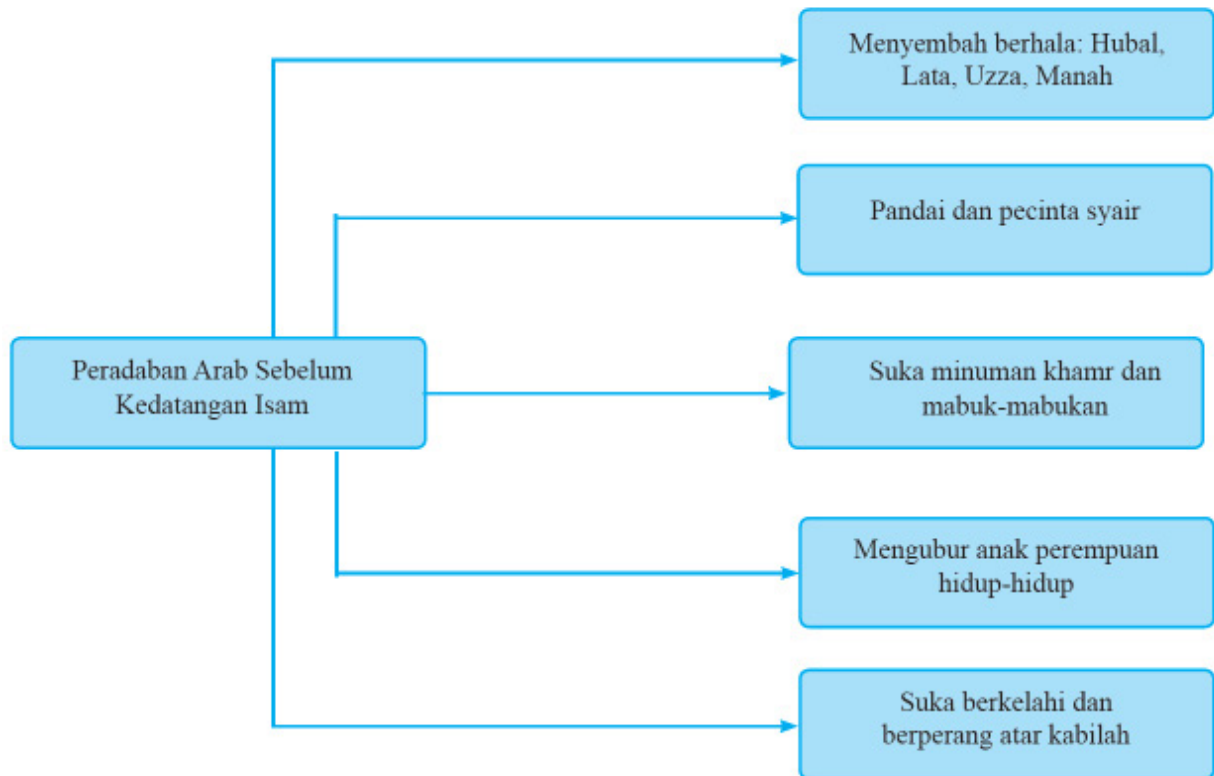 Menyembah berhala: Hubal,
Lata, Uzza, Manah
Pandai dan pecinta syair
Peradaban Arab Sebelum
Kedatangan Isam
Suka minuman khamr dan
mabuk-mabukan
Mengubur anak perempuan
hidup-hidup
Suka berkelahi dan
berperang atar kabilah